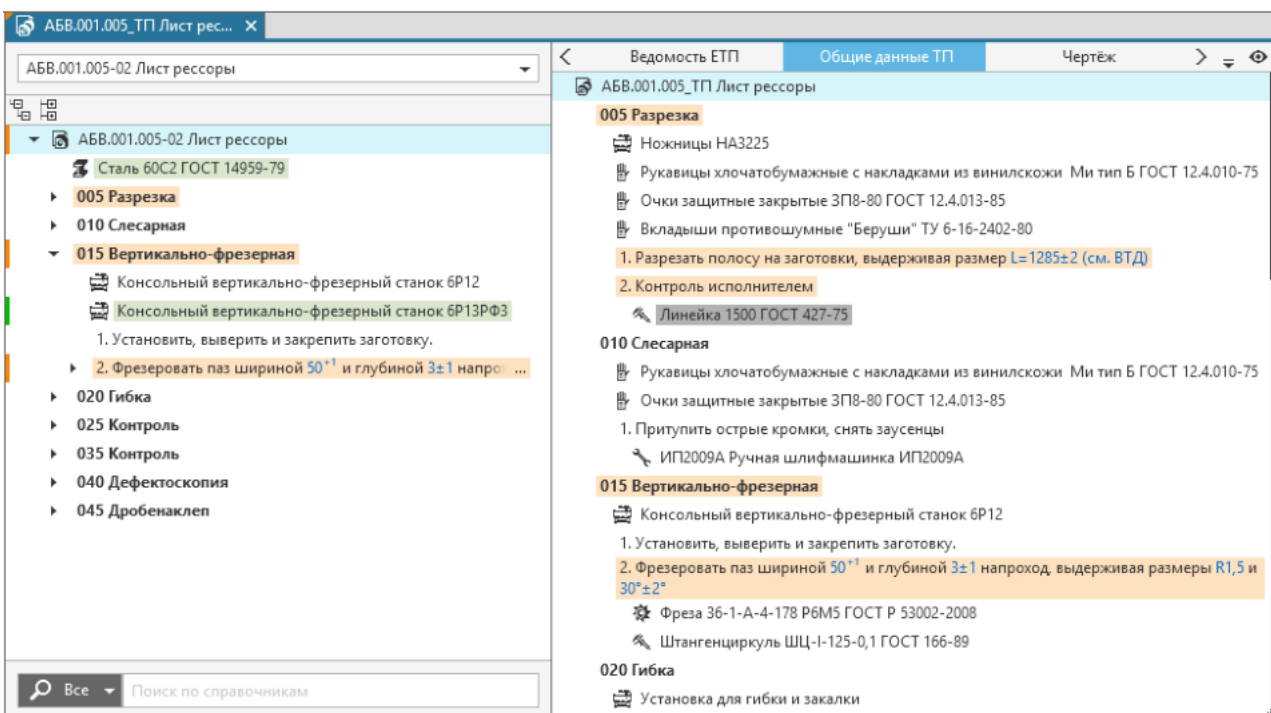 АБВ.001.005_ТП Лист рес...
АБВ.001.005-02 Лист рессоры
АБВ.001.005-02 Лист рессоры
Сталь 60С2 ГОСТ 14959-79
005 Разрезка
010 Слесарная
015 Вертикально-фрезерная
Консольный вертикально-фрезерный станок 6Р12
Консольный вертикально-фрезерный станок 6Р13РФ3
1. Установить, выверить и закрепить заготовку.
2. Фрезеровать паз шириной 50⁺¹ и глубиной 3±1 напро ...
020 Гибка
025 Контроль
035 Контроль
040 Дефектоскопия
045 Дробенаклеп
Все
Поиск по справочникам
Ведомость ЕТП
Общие данные ТП
Чертёж
АБВ.001.005_ТП Лист рессоры
005 Разрезка
Ножницы НА3225
Рукавицы хлочатобумажные с накладками из винилскожи Ми тип Б ГОСТ 12.4.010-75
Очки защитные закрытые ЗП8-80 ГОСТ 12.4.013-85
Вкладыши противошумные "Беруши" ТУ 6-16-2402-80
1. Разрезать полосу на заготовки, выдерживая размер L=1285±2 (см. ВТД)
2. Контроль исполнителем
Линейка 1500 ГОСТ 427-75
010 Слесарная
Рукавицы хлочатобумажные с накладками из винилскожи Ми тип Б ГОСТ 12.4.010-75
Очки защитные закрытые ЗП8-80 ГОСТ 12.4.013-85
1. Притупить острые кромки, снять заусенцы
ИП2009А Ручная шлифмашинка ИП2009А
015 Вертикально-фрезерная
Консольный вертикально-фрезерный станок 6Р12
1. Установить, выверить и закрепить заготовку.
2. Фрезеровать паз шириной 50⁺¹ и глубиной 3±1 напроход, выдерживая размеры R1,5 и
30°±2°
Фреза 36-1-А-4-178 Р6М5 ГОСТ Р 53002-2008
Штангенциркуль ШЦ-I-125-0,1 ГОСТ 166-89
020 Гибка
Установка для гибки и закалки